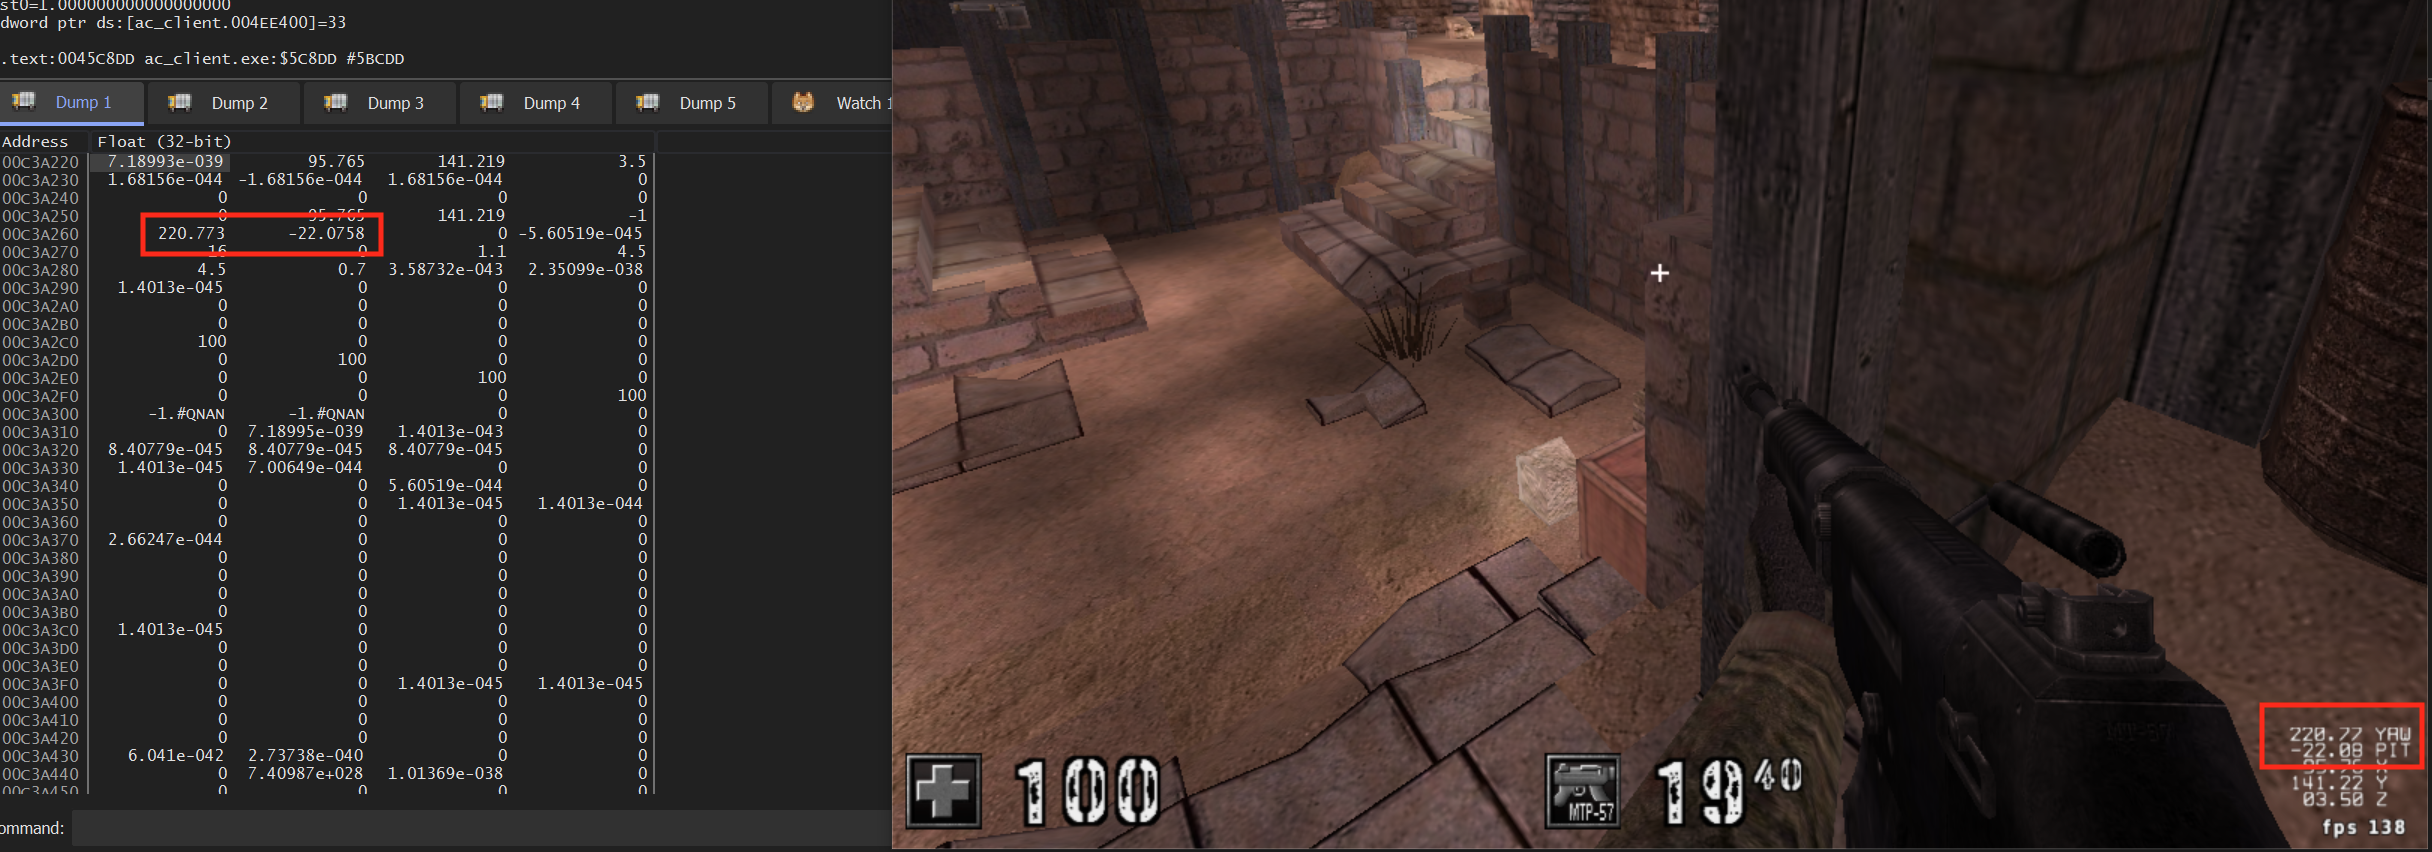 st0=1.000000000000000000
dword ptr ds:[ac_client.004EE400]=33
.text:0045C8DD ac_client.exe:$5C8DD #5BCDD
Dump 1 Dump 2 Dump 3 Dump 4 Dump 5 Watch 1
Address Float (32-bit)
00C3A220 7.18993e-039 95.765 141.219 3.5
00C3A230 1.68156e-044 -1.68156e-044 1.68156e-044 0
00C3A240 0 0 0 0
00C3A250 0 95.765 141.219 -1
00C3A260 220.773 -22.0758 0 -5.60519e-045
00C3A270 16 0 1.1 4.5
00C3A280 4.5 0.7 3.58732e-043 2.35099e-038
00C3A290 1.4013e-045 0 0 0
00C3A2A0 0 0 0 0
00C3A2B0 0 0 0 0
00C3A2C0 100 0 0 0
00C3A2D0 0 100 0 0
00C3A2E0 0 0 100 0
00C3A2F0 0 0 0 100
00C3A300 -1.#QNAN -1.#QNAN 0 0
00C3A310 0 7.18995e-039 1.4013e-043 0
00C3A320 8.40779e-045 8.40779e-045 8.40779e-045 0
00C3A330 1.4013e-045 7.00649e-044 0 0
00C3A340 0 0 5.60519e-044 0
00C3A350 0 0 1.4013e-045 1.4013e-044
00C3A360 0 0 0 0
00C3A370 2.66247e-044 0 0 0
00C3A380 0 0 0 0
00C3A390 0 0 0 0
00C3A3A0 0 0 0 0
00C3A3B0 0 0 0 0
00C3A3C0 1.4013e-045 0 0 0
00C3A3D0 0 0 0 0
00C3A3E0 0 0 0 0
00C3A3F0 0 0 1.4013e-045 1.4013e-045
00C3A400 0 0 0 0
00C3A410 0 0 0 0
00C3A420 0 0 0 0
00C3A430 6.041e-042 2.73738e-040 0 0
00C3A440 0 7.40987e+028 1.01369e-038 0
00C3A450 0 0 0 0
ommand:
100
MTP-57
19 40
220.77 YAW
-22.08 PIT
95.76 X
141.22 Y
03.50 Z
fps 138